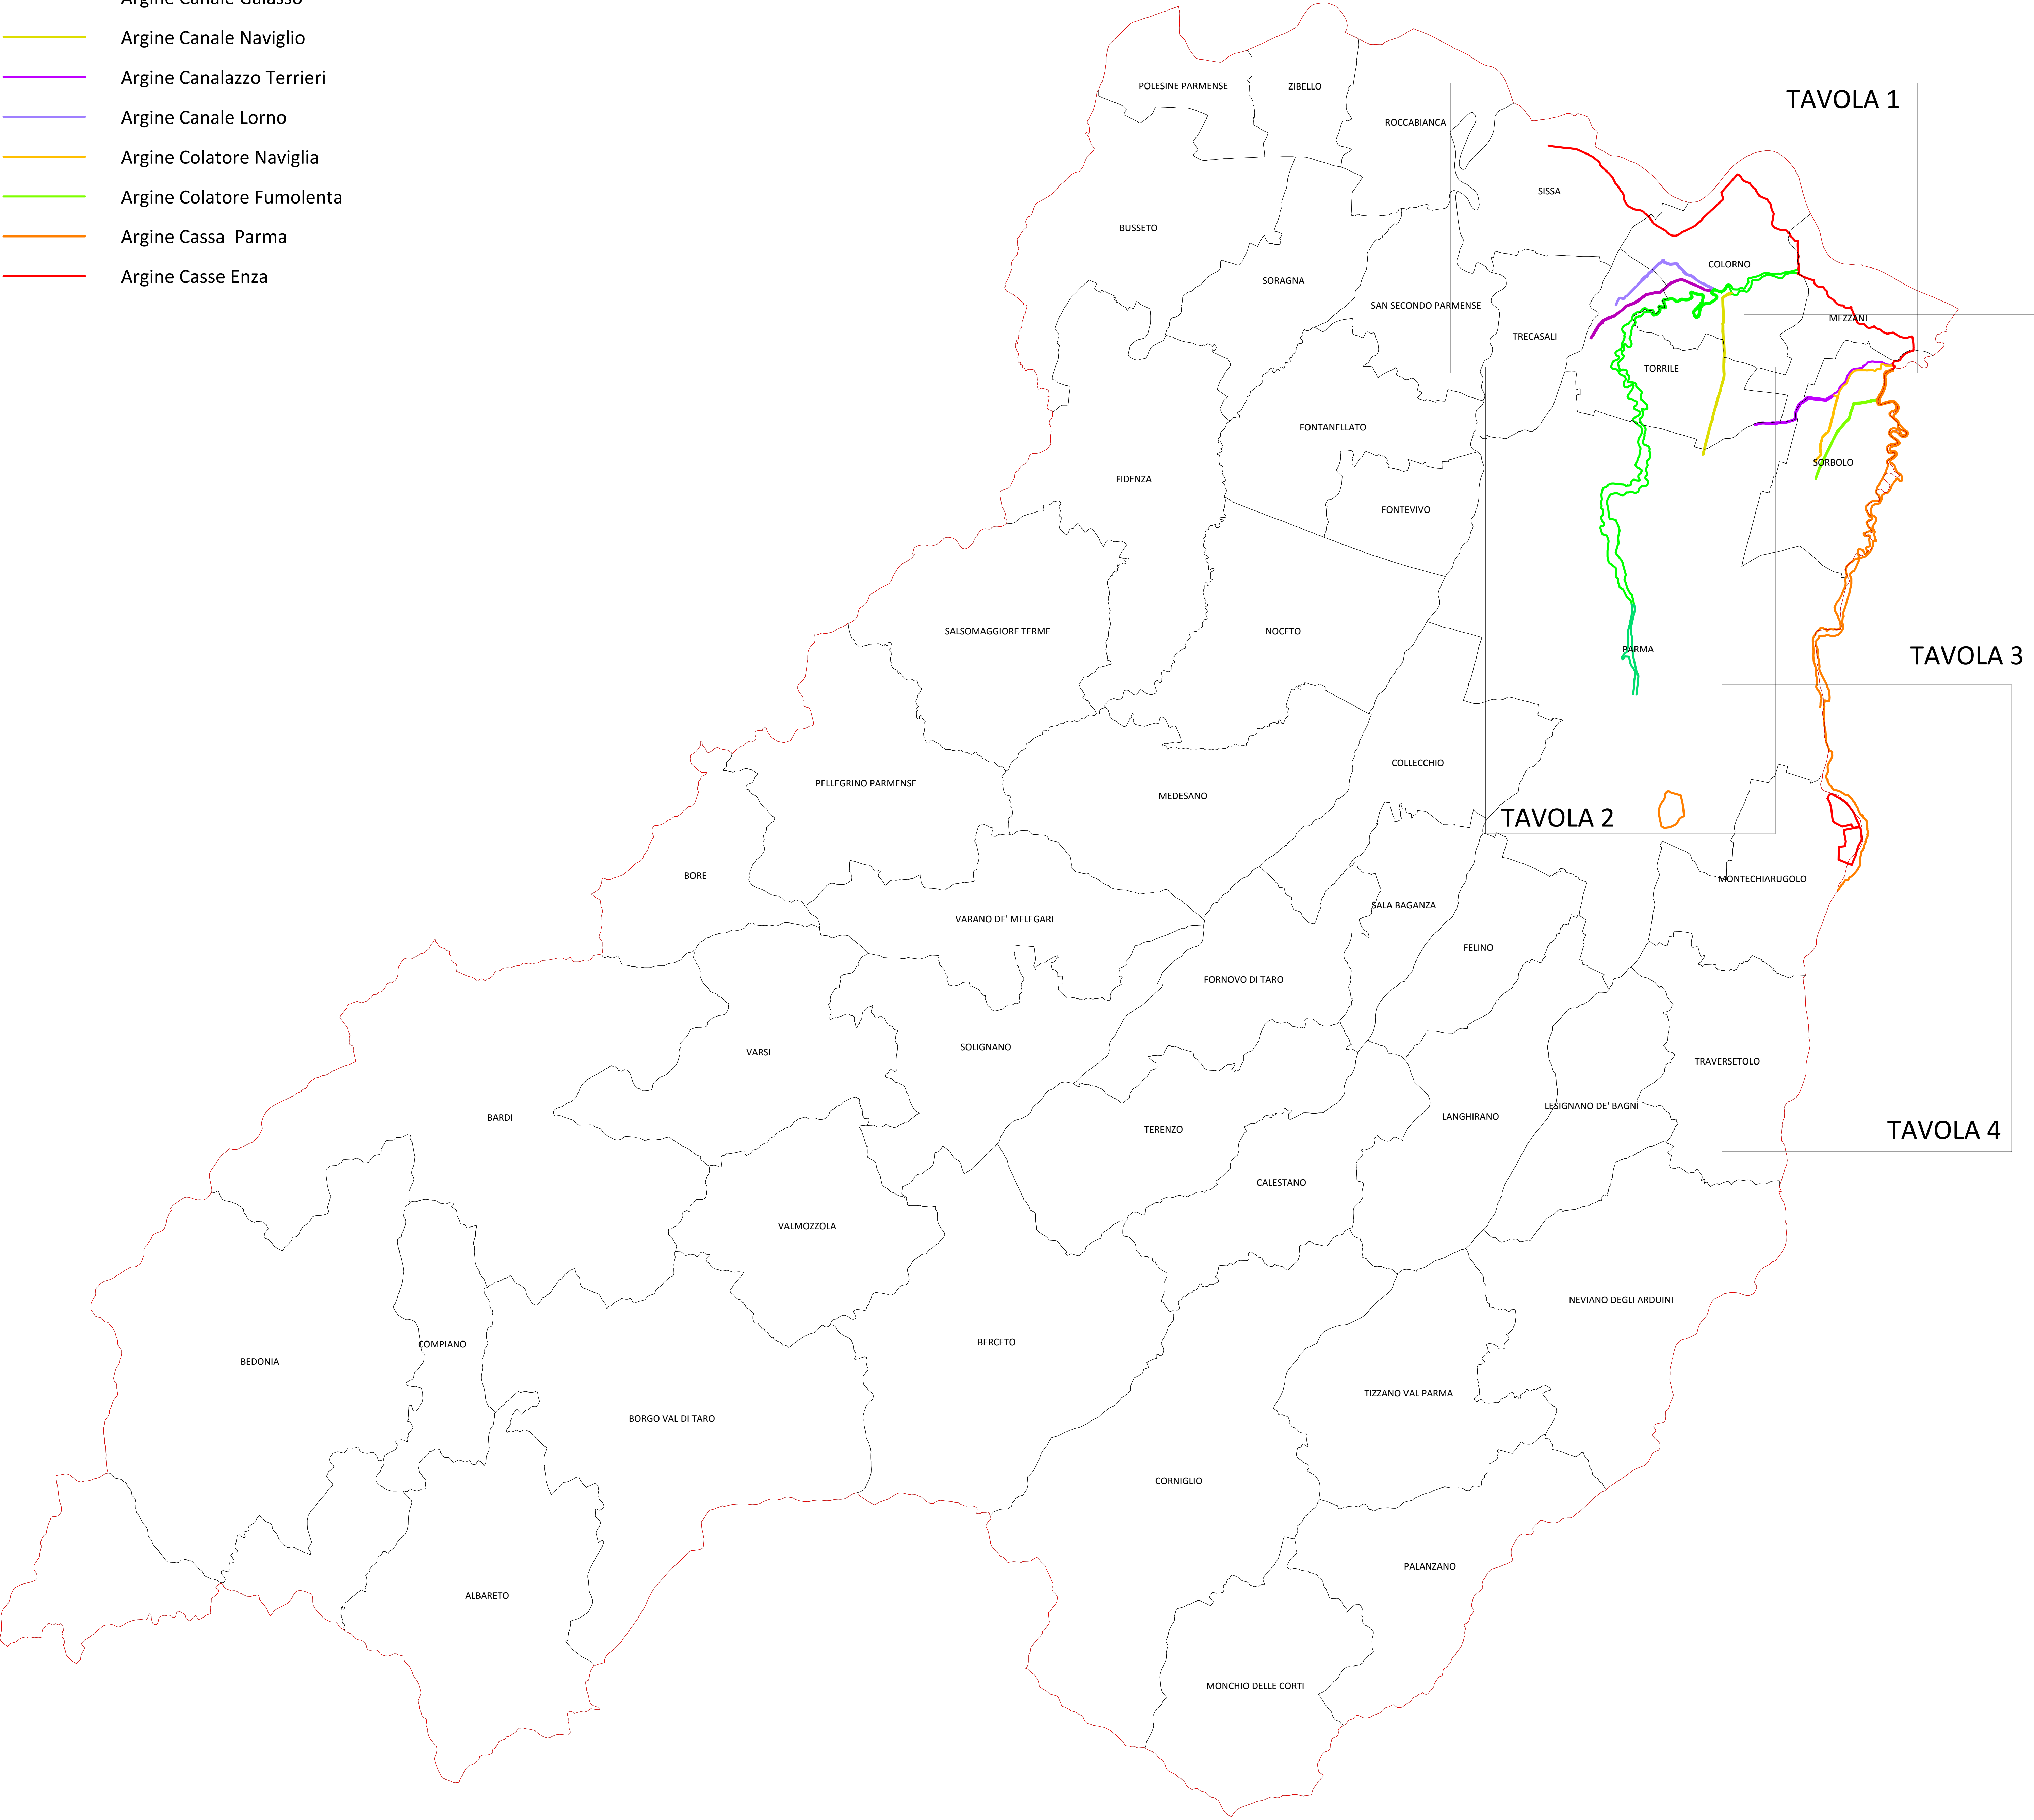 Argine Canale Galasso
Argine Canale Naviglio
Argine Canalazzo Terrieri
Argine Canale Lorno
Argine Colatore Naviglia
Argine Colatore Fumolenta
Argine Cassa  Parma
Argine Casse Enza
POLESINE PARMENSE
ZIBELLO
TAVOLA 1
ROCCABIANCA
SISSA
BUSSETO
COLORNO
SORAGNA
SAN SECONDO PARMENSE
MEZZANI
TRECASALI
TORRILE
FONTANELLATO
SORBOLO
FIDENZA
FONTEVIVO
SALSOMAGGIORE TERME
NOCETO
PARMA
TAVOLA 3
COLLECCHIO
PELLEGRINO PARMENSE
MEDESANO
TAVOLA 2
BORE
MONTECHIARUGOLO
SALA BAGANZA
VARANO DE' MELEGARI
FELINO
FORNOVO DI TARO
SOLIGNANO
VARSI
TRAVERSETOLO
LESIGNANO DE' BAGNI
BARDI
LANGHIRANO
TERENZO
TAVOLA 4
CALESTANO
VALMOZZOLA
NEVIANO DEGLI ARDUINI
BERCETO
COMPIANO
BEDONIA
TIZZANO VAL PARMA
BORGO VAL DI TARO
CORNIGLIO
PALANZANO
ALBARETO
MONCHIO DELLE CORTI